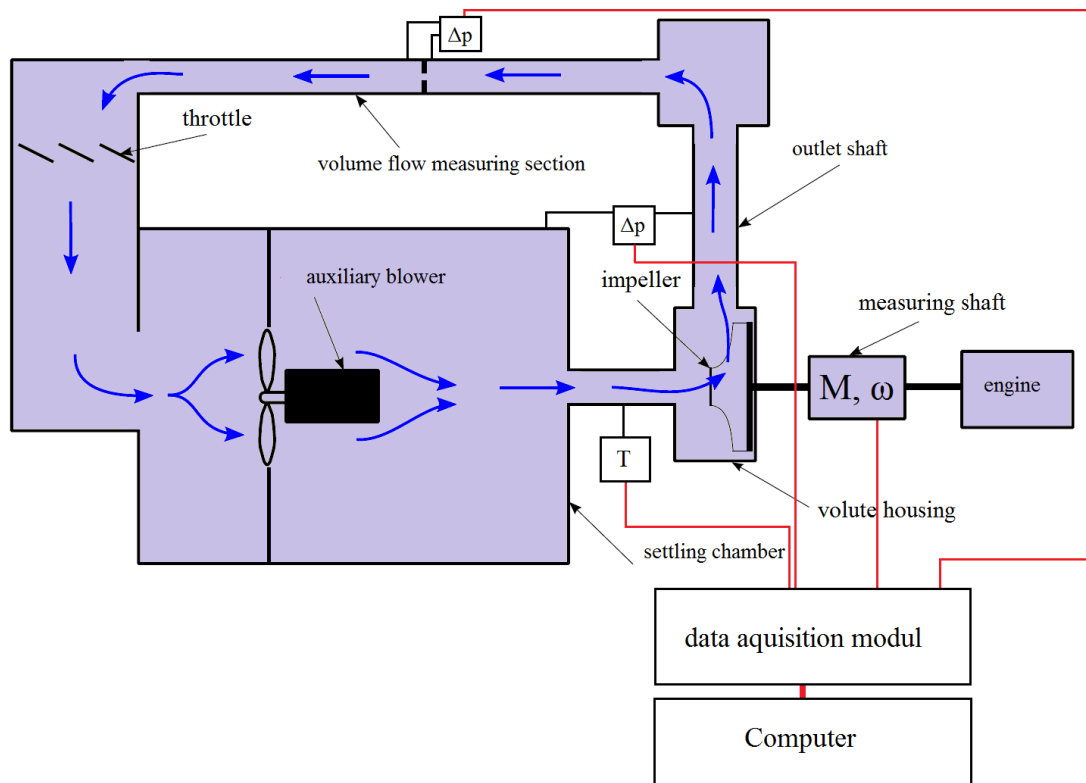 Δp
throttle
volume flow measuring section
outlet shaft
Δp
auxiliary blower
impeller
measuring shaft
M, ω
engine
T
volute housing
settling chamber
data aquisition modul
Computer